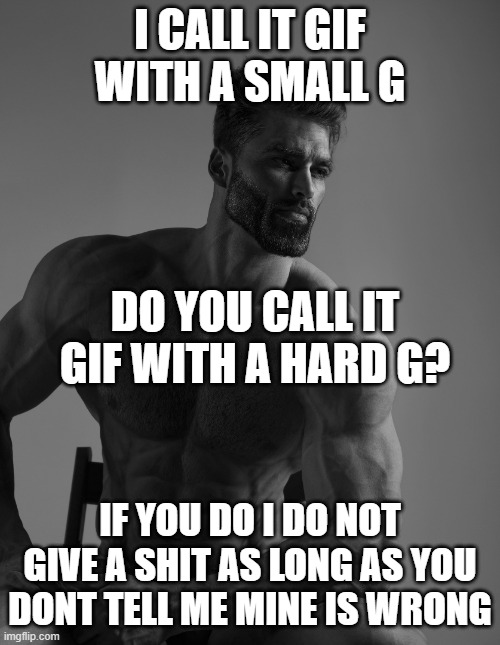 I CALL IT GIF
WITH A SMALL G
DO YOU CALL IT
GIF WITH A HARD G?
IF YOU DO I DO NOT
GIVE A SHIT AS LONG AS YOU
DONT TELL ME MINE IS WRONG
imgflip.com